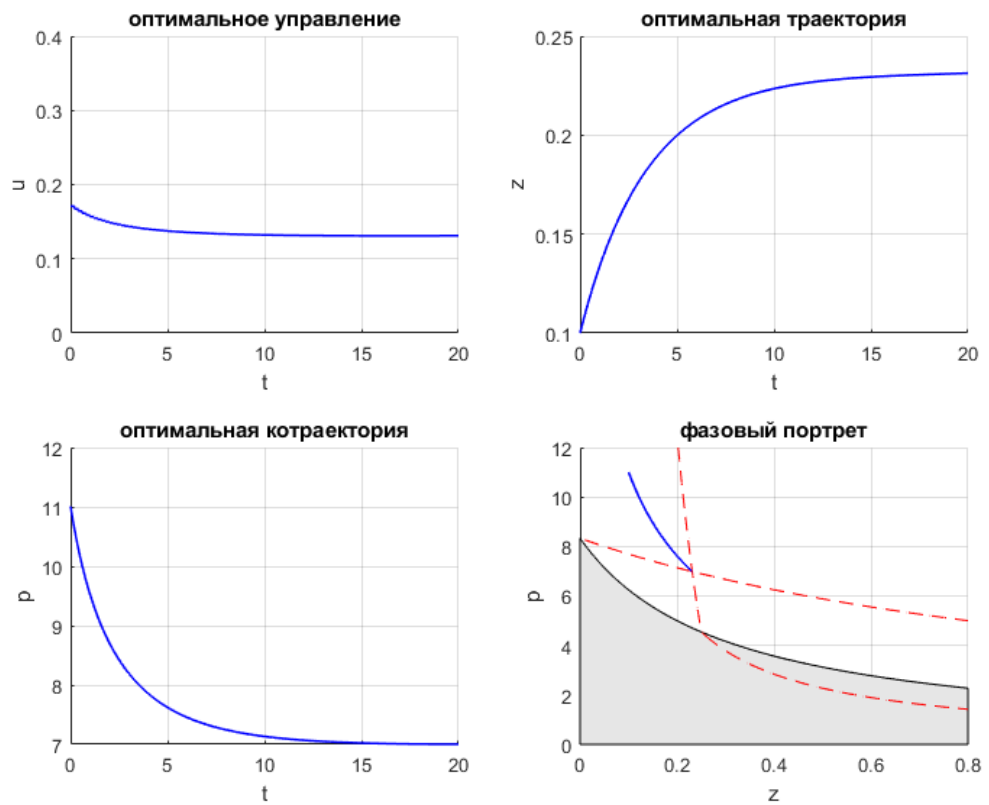 оптимальное управление
0.4
0.3
0.2
0.1
0
u
0 5 10 15 20
t
оптимальная траектория
0.25
0.2
0.15
0.1
z
0 5 10 15 20
t
оптимальная котраектория
12
11
10
9
8
7
p
0 5 10 15 20
t
фазовый портрет
12
10
8
6
4
2
0
p
0 0.2 0.4 0.6 0.8
z